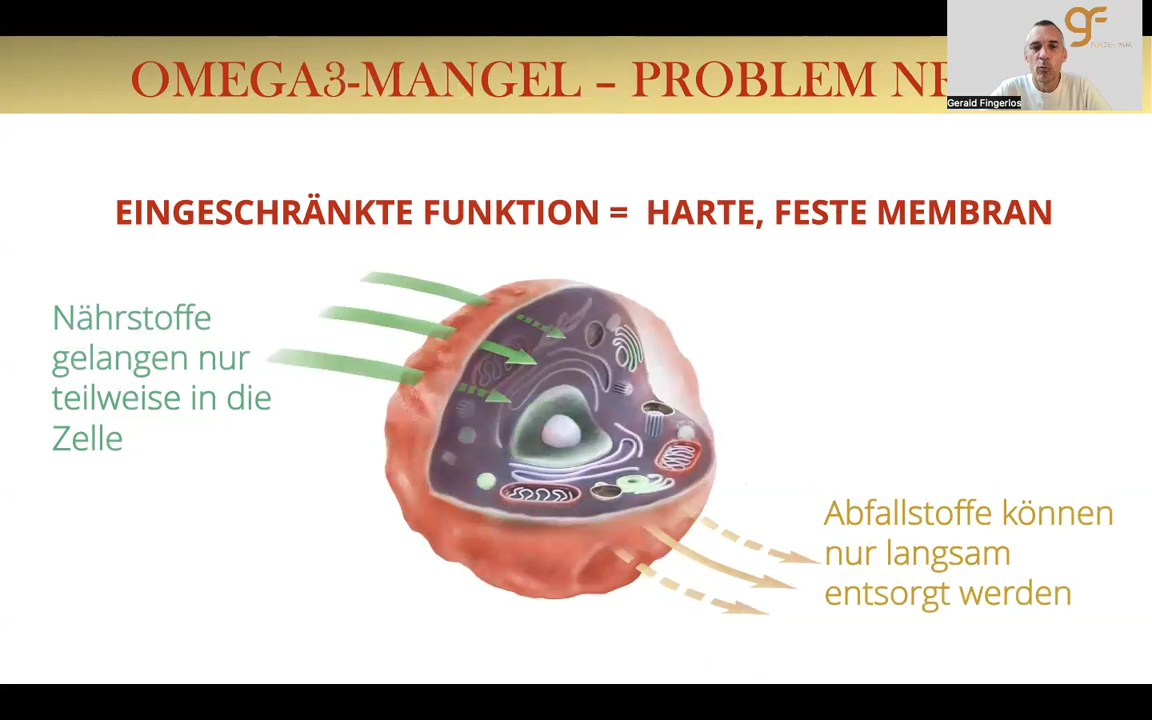 OMEGA3-MANGEL – PROBLEM
gf
Gerald Fingerlos
EINGESCHRÄNKTE FUNKTION = HARTE, FESTE MEMBRAN
Nährstoffe
gelangen nur
teilweise in die
Zelle
Abfallstoffe können
nur langsam
entsorgt werden